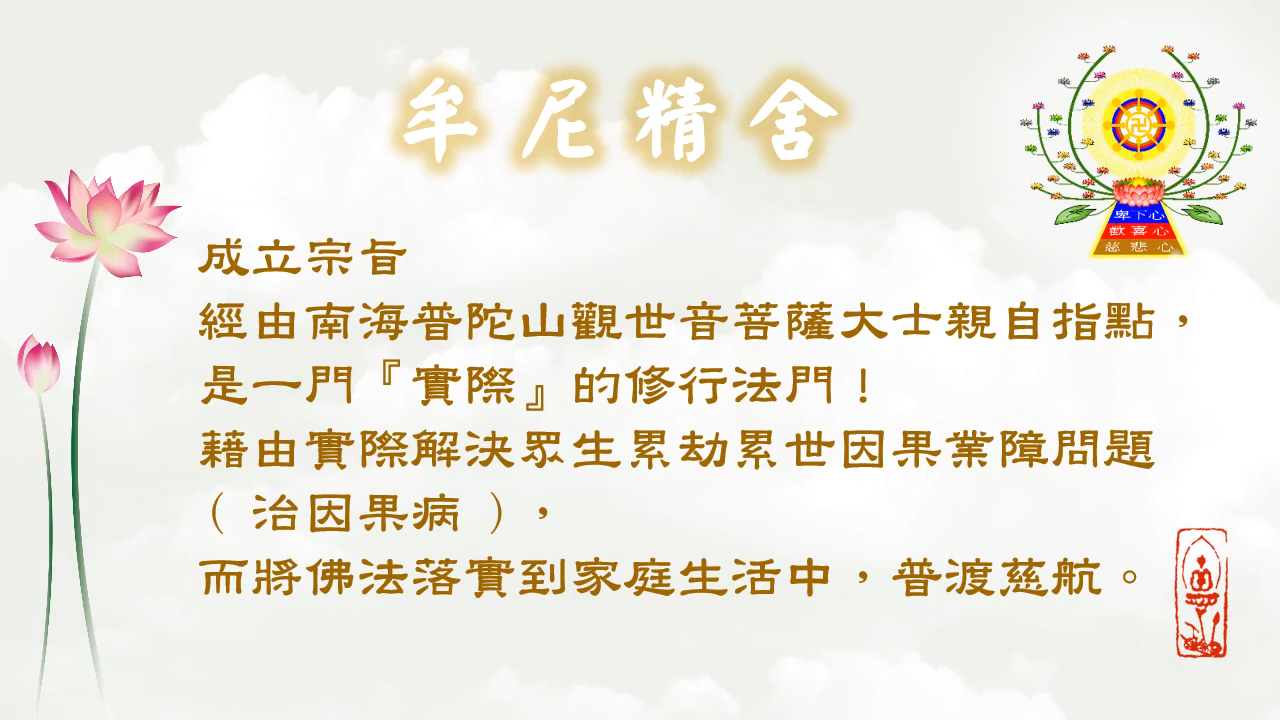 牟尼精舍
卍
卑下心
歡喜心
慈悲心
成立宗旨
經由南海普陀山觀世音菩薩大士親自指點，
是一門『實際』的修行法門！
藉由實際解決眾生累劫累世因果業障問題
（治因果病），
而將佛法落實到家庭生活中，普渡慈航。